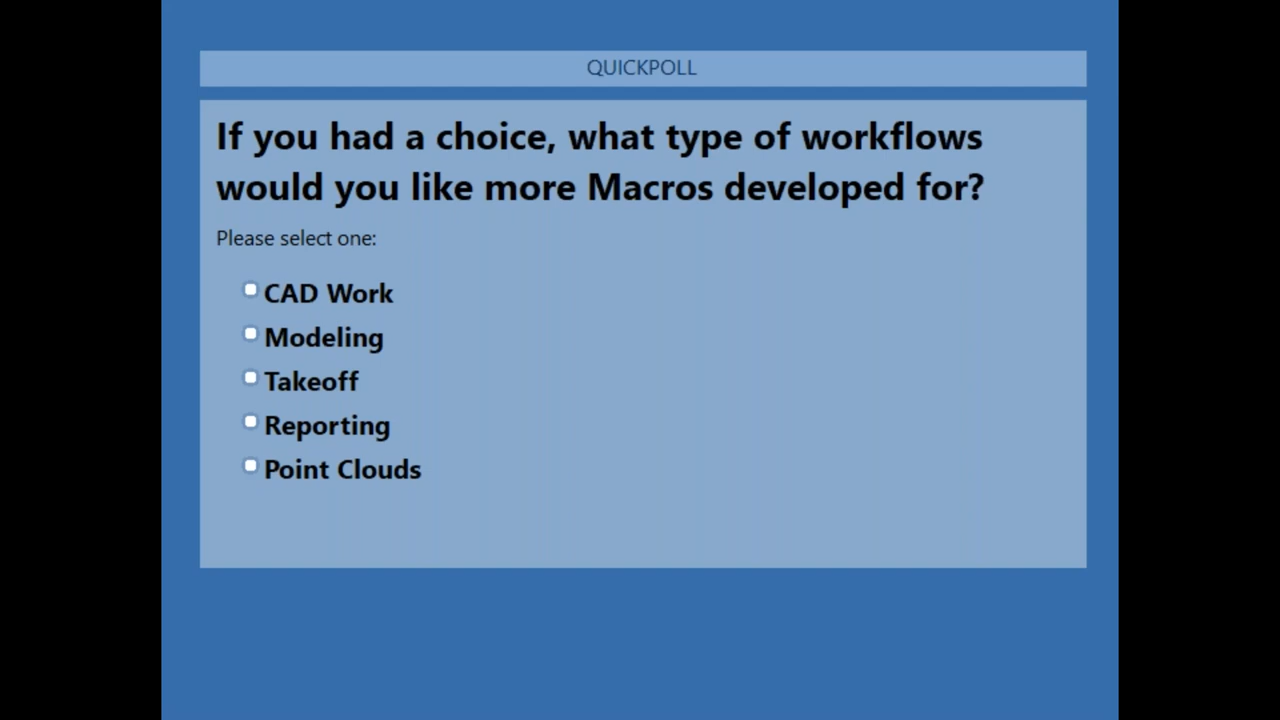 QUICKPOLL
If you had a choice, what type of workflows
would you like more Macros developed for?
Please select one:
CAD Work
Modeling
Takeoff
Reporting
Point Clouds